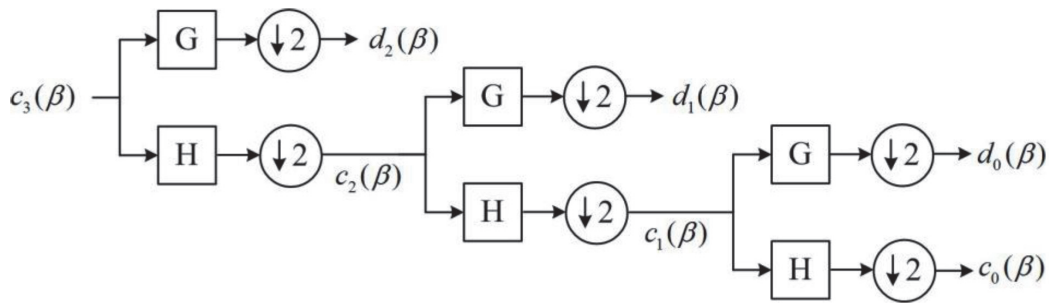 G ↓2 d₂(β)
c₃(β)
G ↓2 d₁(β)
H ↓2 c₂(β)
G ↓2 d₀(β)
H ↓2 c₁(β)
H ↓2 c₀(β)